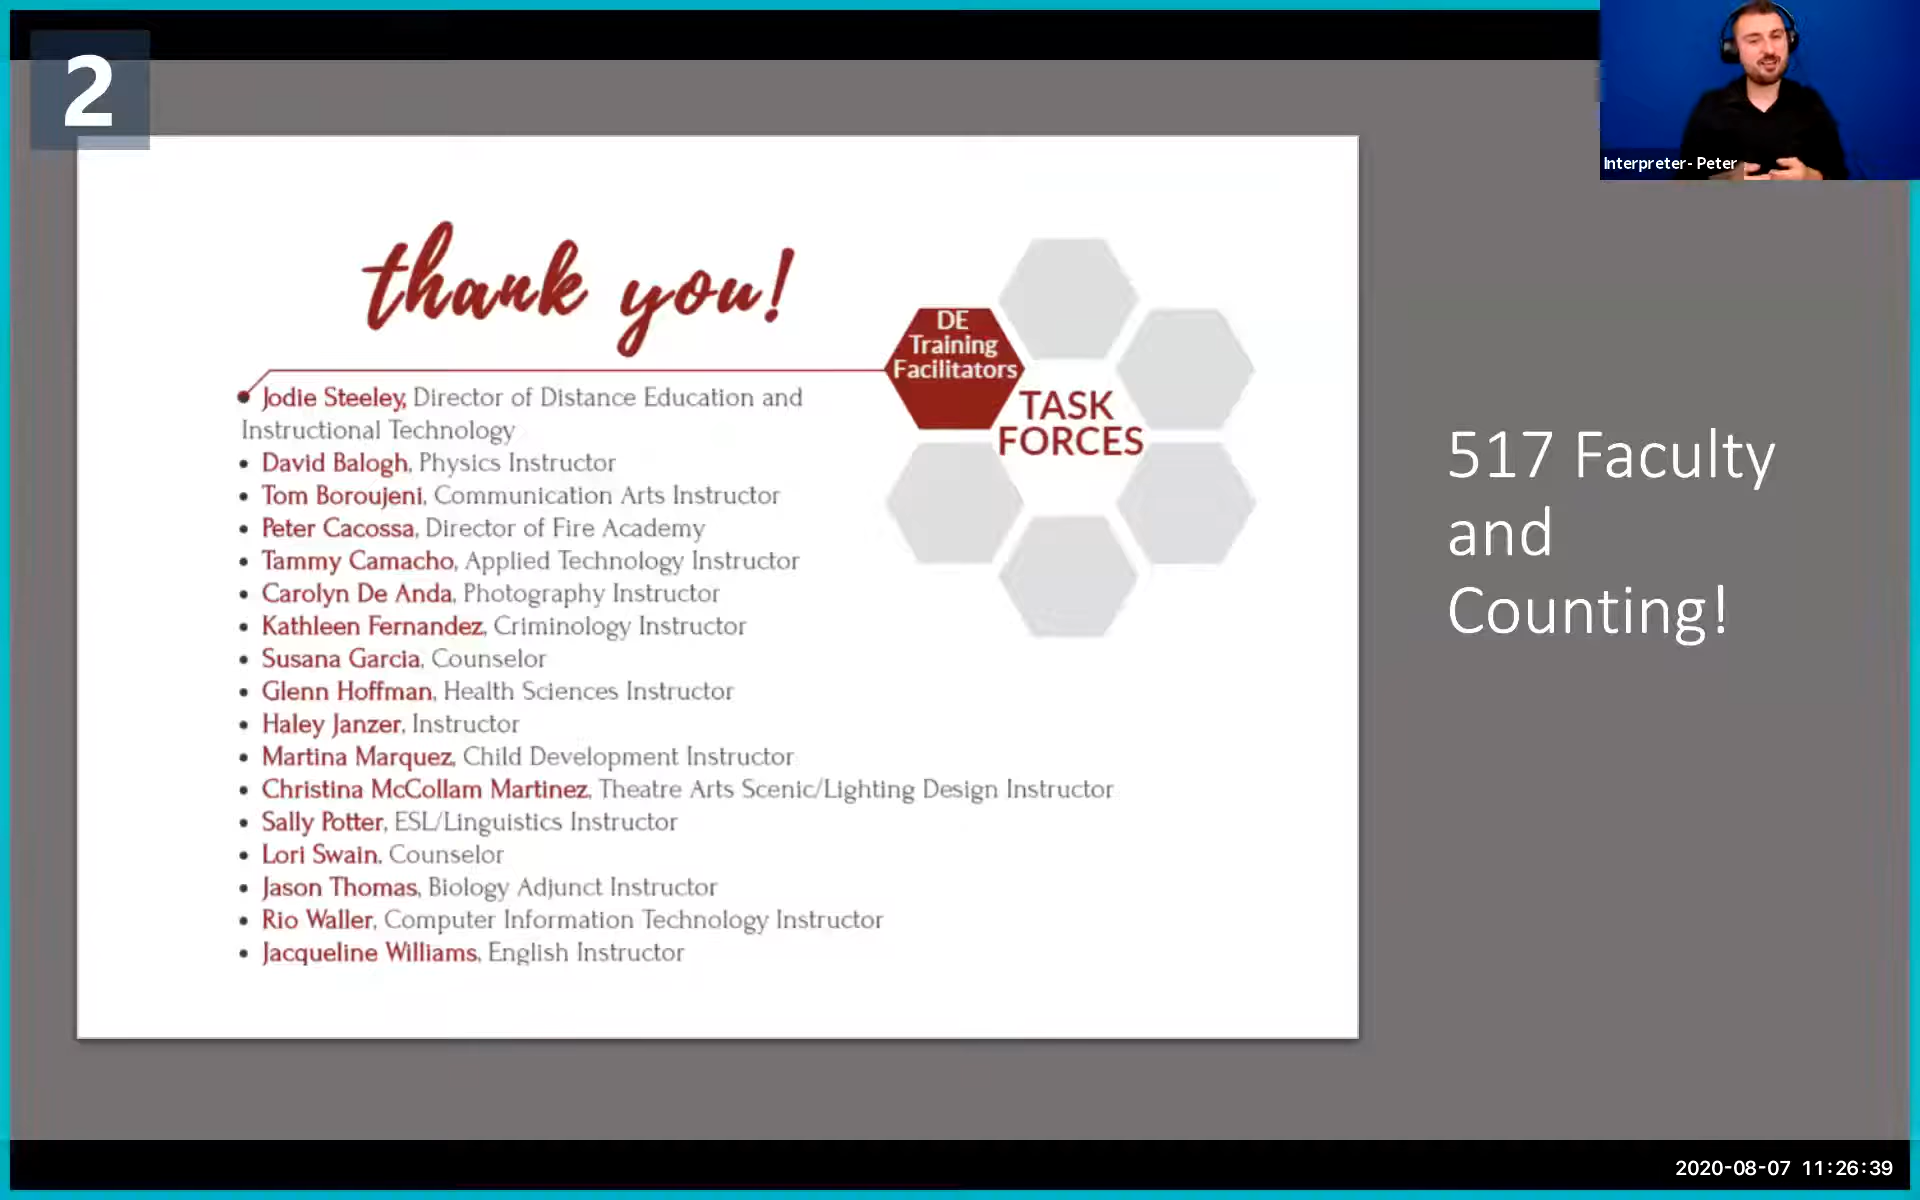 2
Interpreter- Peter
thank you!
DE
Training
Facilitators
TASK
FORCES
• Jodie Steeley, Director of Distance Education and
Instructional Technology
• David Balogh, Physics Instructor
• Tom Boroujeni, Communication Arts Instructor
• Peter Cacossa, Director of Fire Academy
• Tammy Camacho, Applied Technology Instructor
• Carolyn De Anda, Photography Instructor
• Kathleen Fernandez, Criminology Instructor
• Susana Garcia, Counselor
• Glenn Hoffman, Health Sciences Instructor
• Haley Janzer, Instructor
• Martina Marquez, Child Development Instructor
• Christina McCollam Martinez, Theatre Arts Scenic/Lighting Design Instructor
• Sally Potter, ESL/Linguistics Instructor
• Lori Swain, Counselor
• Jason Thomas, Biology Adjunct Instructor
• Rio Waller, Computer Information Technology Instructor
• Jacqueline Williams, English Instructor
517 Faculty
and
Counting!
2020-08-07 11:26:39